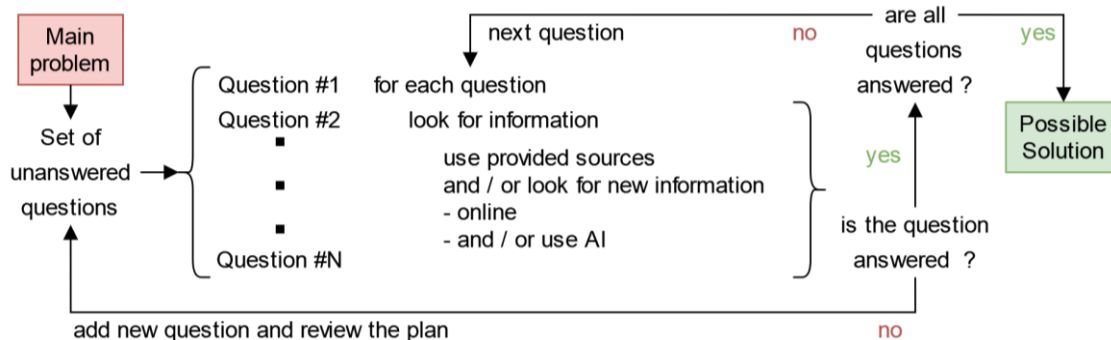 Main
problem
Set of
unanswered
questions
Question #1
Question #2
Question #N
for each question
look for information
use provided sources
and / or look for new information
- online
- and / or use AI
is the question
answered ?
yes
no
add new question and review the plan
are all
questions
answered ?
no
next question
yes
Possible
Solution